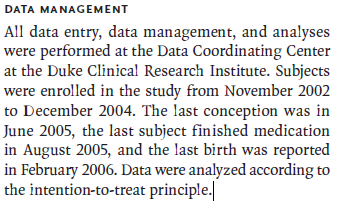 DATA MANAGEMENT
All data entry, data management, and analyses
were performed at the Data Coordinating Center
at the Duke Clinical Research Institute. Subjects
were enrolled in the study from November 2002
to December 2004. The last conception was in
June 2005, the last subject finished medication
in August 2005, and the last birth was reported
in February 2006. Data were analyzed according to
the intention-to-treat principle.